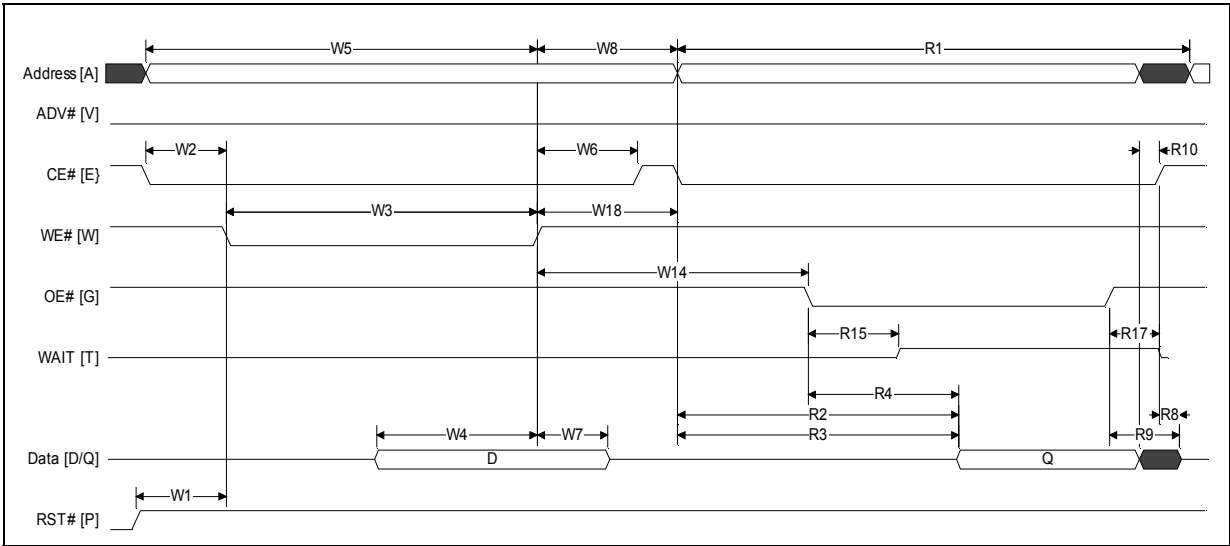 W5 W8 R1
Address [A]
ADV# [V]
W2 W6 R10
CE# [E}
W3 W18
WE# [W]
W14
OE# [G]
R15 R17
WAIT [T]
R4
R2 R8
W4 W7 R3 R9
Data [D/Q] D Q
W1
RST# [P]